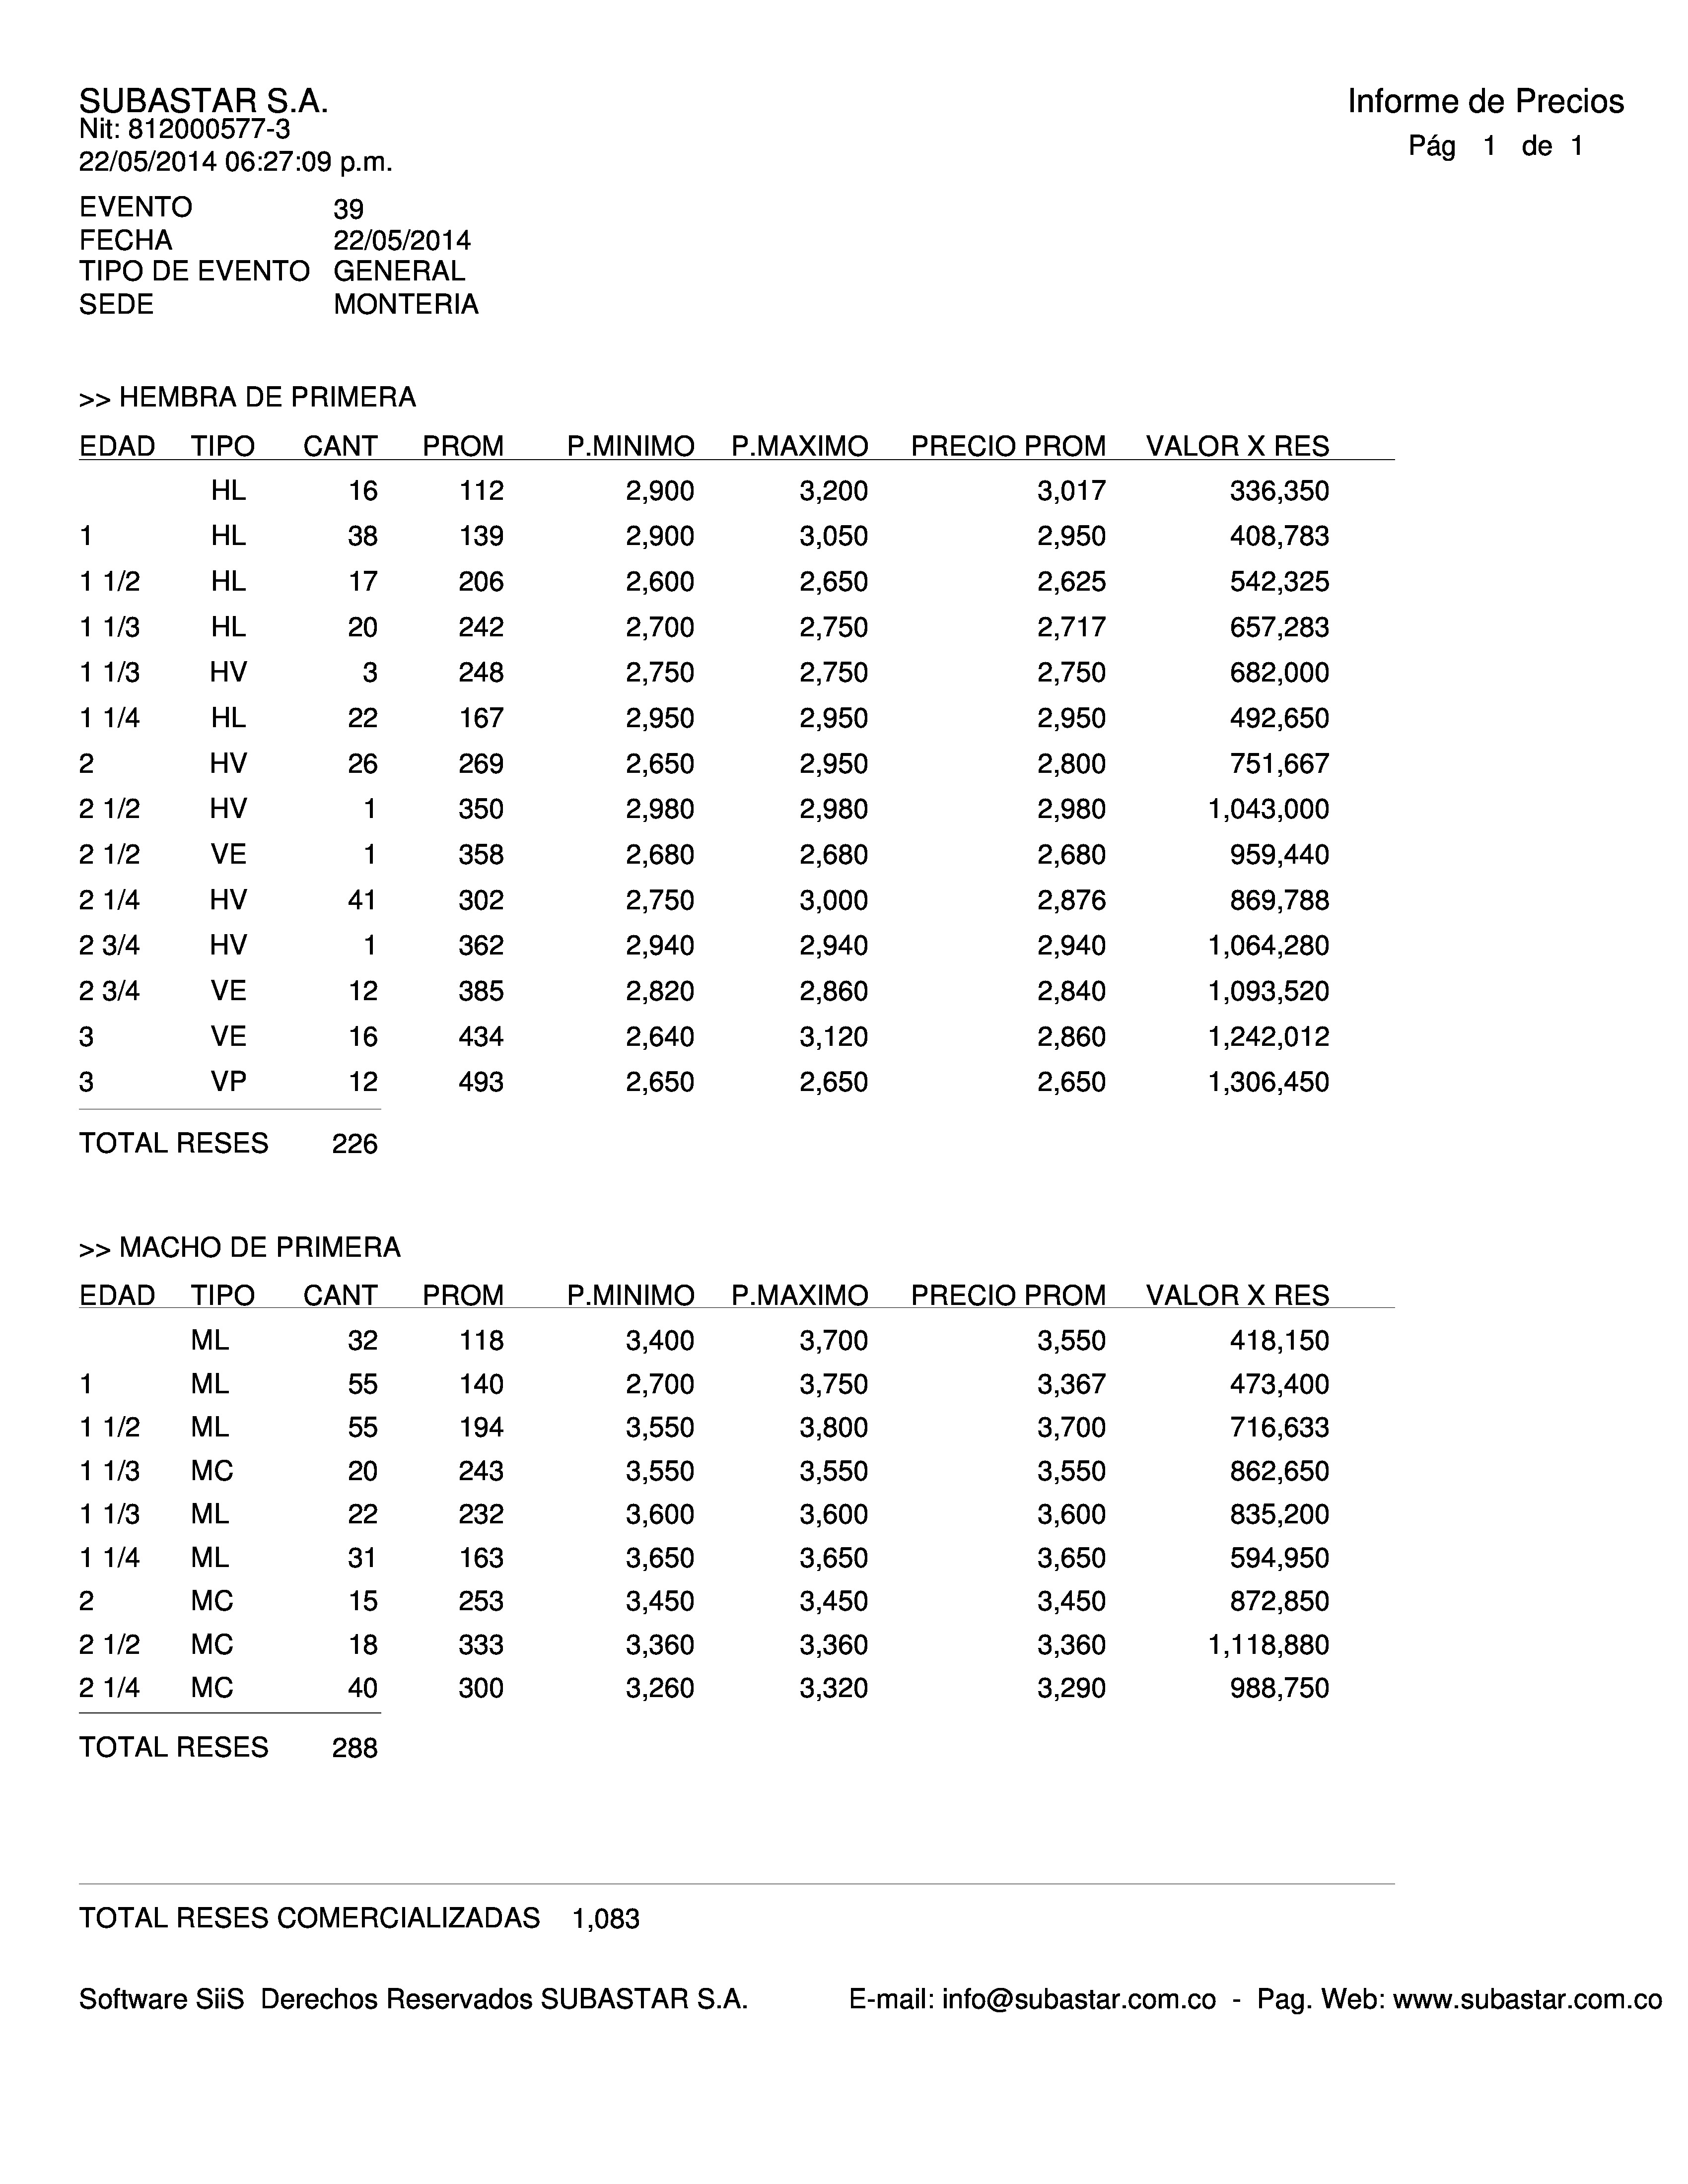 SUBASTAR S.A.
Informe de Precios
Nit: 812000577-3
Pág 1 de 1
22/05/2014 06:27:09 p.m.
EVENTO 39
FECHA 22/05/2014
TIPO DE EVENTO GENERAL
SEDE MONTERIA
>> HEMBRA DE PRIMERA
EDAD TIPO CANT PROM P.MINIMO P.MAXIMO PRECIO PROM VALOR X RES
HL 16 112 2,900 3,200 3,017 336,350
1 HL 38 139 2,900 3,050 2,950 408,783
1 1/2 HL 17 206 2,600 2,650 2,625 542,325
1 1/3 HL 20 242 2,700 2,750 2,717 657,283
1 1/3 HV 3 248 2,750 2,750 2,750 682,000
1 1/4 HL 22 167 2,950 2,950 2,950 492,650
2 HV 26 269 2,650 2,950 2,800 751,667
2 1/2 HV 1 350 2,980 2,980 2,980 1,043,000
2 1/2 VE 1 358 2,680 2,680 2,680 959,440
2 1/4 HV 41 302 2,750 3,000 2,876 869,788
2 3/4 HV 1 362 2,940 2,940 2,940 1,064,280
2 3/4 VE 12 385 2,820 2,860 2,840 1,093,520
3 VE 16 434 2,640 3,120 2,860 1,242,012
3 VP 12 493 2,650 2,650 2,650 1,306,450
TOTAL RESES 226
>> MACHO DE PRIMERA
EDAD TIPO CANT PROM P.MINIMO P.MAXIMO PRECIO PROM VALOR X RES
ML 32 118 3,400 3,700 3,550 418,150
1 ML 55 140 2,700 3,750 3,367 473,400
1 1/2 ML 55 194 3,550 3,800 3,700 716,633
1 1/3 MC 20 243 3,550 3,550 3,550 862,650
1 1/3 ML 22 232 3,600 3,600 3,600 835,200
1 1/4 ML 31 163 3,650 3,650 3,650 594,950
2 MC 15 253 3,450 3,450 3,450 872,850
2 1/2 MC 18 333 3,360 3,360 3,360 1,118,880
2 1/4 MC 40 300 3,260 3,320 3,290 988,750
TOTAL RESES 288
TOTAL RESES COMERCIALIZADAS 1,083
Software SiiS Derechos Reservados SUBASTAR S.A. E-mail: info@subastar.com.co - Pag. Web: www.subastar.com.co